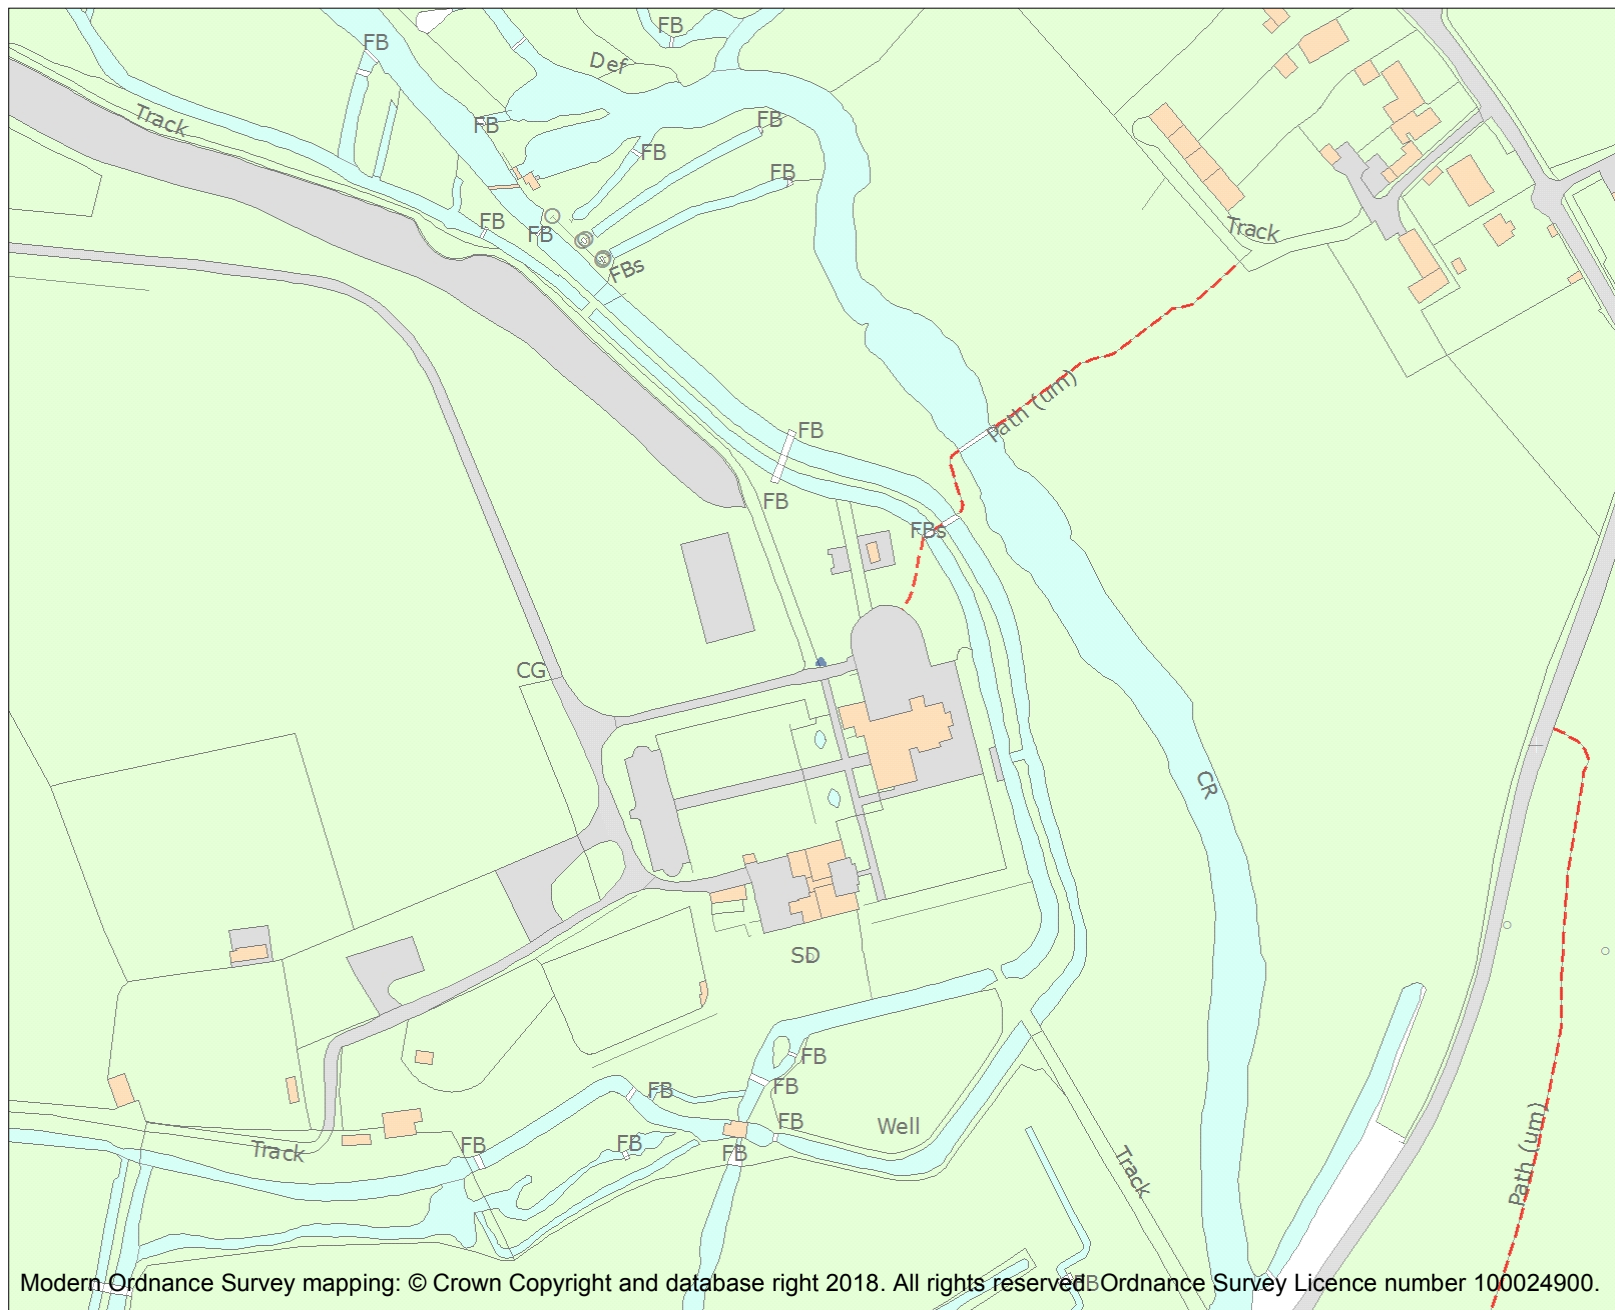 FB
FB
Def
Track
FB
FB
FB
FB
FB
FB
FBs
Track
Path (um)
FB
FB
FBs
CG
CR
SD
FB
FB
FB
FB
Well
FB
FB
FB
Track
Track
Path (um)
FB
Modern Ordnance Survey mapping: © Crown Copyright and database right 2018. All rights reserved. Ordnance Survey Licence number 100024900.